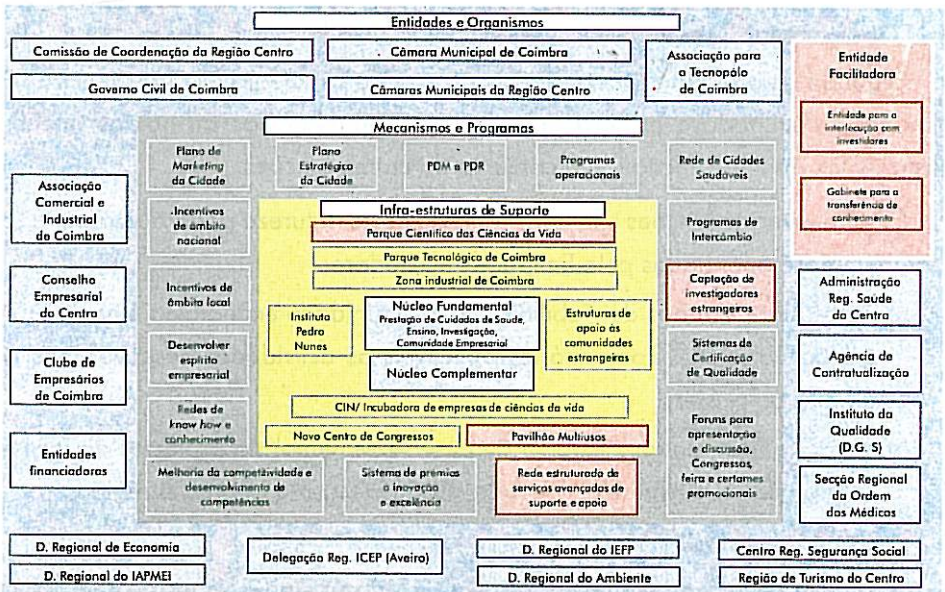 Entidades e Organismos
Comissão de Coordenação da Região Centro
Câmara Municipal de Coimbra
Associação para
o Tecnopólo
de Coimbra
Governo Civil de Coimbra
Câmaras Municipais da Região Centro
Entidade
Facilitadora
Entidade para a
interlocução com
investidores
Gabinete para a
transferência de
conhecimento
Mecanismos e Programas
Plano de
Marketing
da Cidade
Plano
Estratégico
da Cidade
PDM e PDR
Programas
operacionais
Rede de Cidades
Saudáveis
Associação
Comercial e
Industrial
de Coimbra
Conselho
Empresarial
do Centro
Clube de
Empresários
de Coimbra
Entidades
financiadoras
Incentivos
de âmbito
nacional
Incentivos de
âmbito local
Desenvolver
espírito
empresarial
Redes de
know how e
conhecimento
Infra-estruturas de Suporte
Parque Científico das Ciências da Vida
Parque Tecnológico de Coimbra
Zona industrial de Coimbra
Instituto
Pedro
Nunes
Núcleo Fundamental
Prestação de Cuidados de Saude,
Ensino, Investigação,
Comunidade Empresarial
Núcleo Complementar
Estruturas de
apoio às
comunidades
estrangeiras
CIN/ Incubadora de empresas de ciências da vida
Novo Centro de Congressos
Pavilhão Multiusos
Programas de
Intercâmbio
Captação de
investigadores
estrangeiros
Sistemas de
Certificação
de Qualidade
Foruns para
apresentação
e discussão,
Congressos,
feira e certames
promocionais
Melhoria da competividade e
desenvolvimento de
competências
Sistema de prémios
a inovação
e excelência
Rede estruturada de
serviços avançados de
suporte e apoio
Administração
Reg. Saúde
do Centro
Agência de
Contratualização
Instituto da
Qualidade
(D.G. S)
Secção Regional
da Ordem
dos Médicos
D. Regional de Economia
D. Regional do IAPMEI
Delegação Reg. ICEP (Aveiro)
D. Regional do IEFP
D. Regional do Ambiente
Centro Reg. Segurança Social
Região de Turismo do Centro